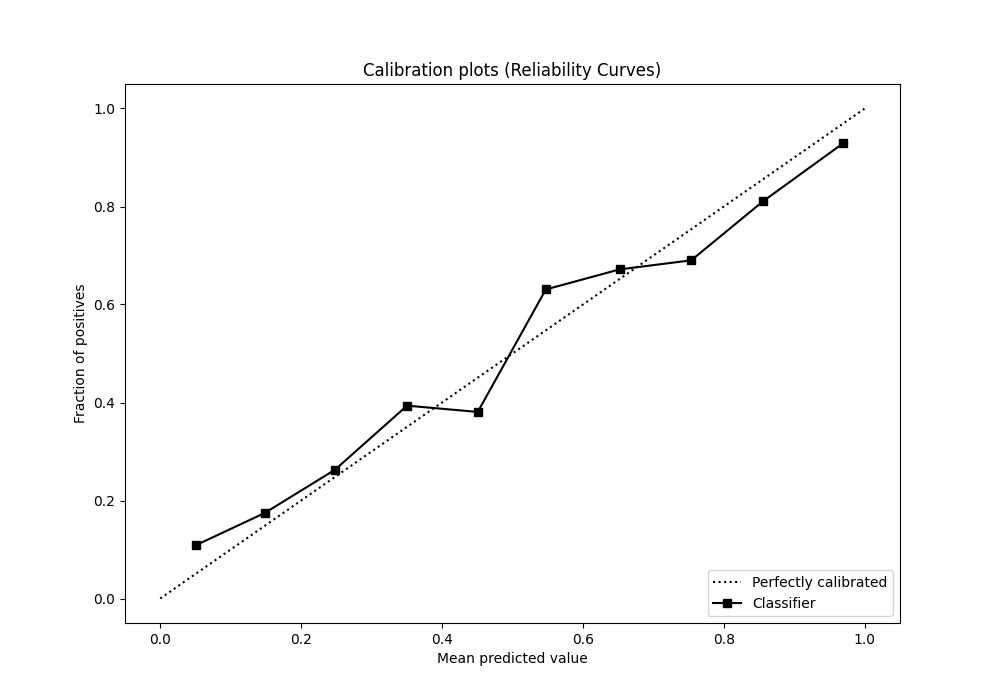 Calibration plots (Reliability Curves)
1.0
0.8
0.6
0.4
0.2
0.0
Fraction of positives
0.0 0.2 0.4 0.6 0.8 1.0
Mean predicted value
Perfectly calibrated
Classifier